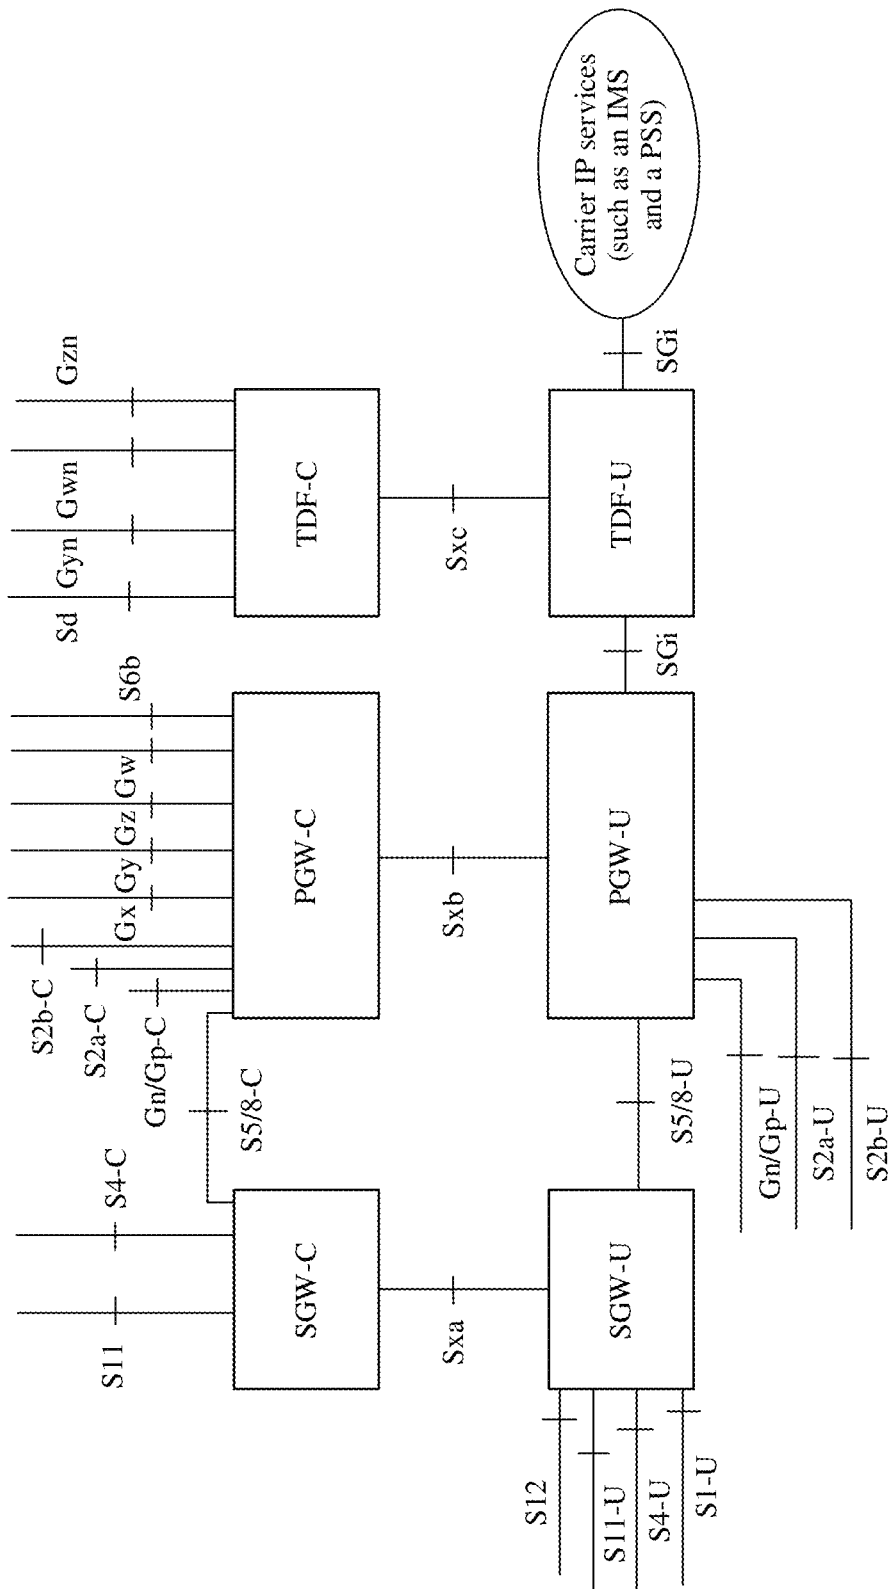 S2b-C
Sd
Gyn
Gwn
Gzn
S2a-C
S11
S4-C
Gx
Gy
Gz
Gw
S6b
Gn/Gp-C
S5/8-C
SGW-C
PGW-C
TDF-C
Sxa
Sxb
Sxc
S12
S11-U
S4-U
S1-U
SGW-U
S5/8-U
PGW-U
SGi
TDF-U
SGi
Carrier IP services
(such as an IMS
and a PSS)
Gn/Gp-U
S2a-U
S2b-U